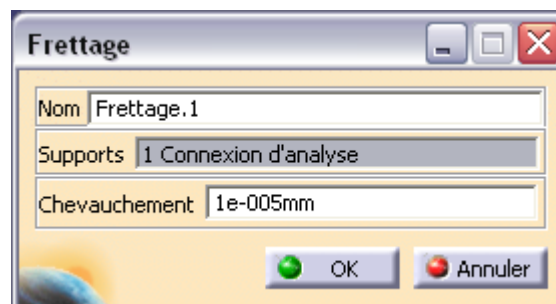 Frettage
Nom Frettage.1
Supports 1 Connexion d'analyse
Chevauchement 1e-005mm
OK Annuler